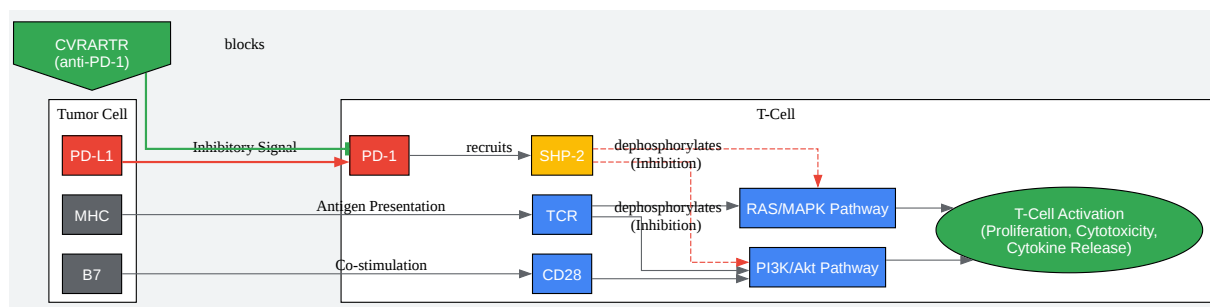 CVRARTR
(anti-PD-1)
blocks
Tumor Cell
T-Cell
PD-L1
Inhibitory Signal
PD-1
recruits
SHP-2
dephosphorylates
(Inhibition)
MHC
Antigen Presentation
TCR
dephosphorylates
(Inhibition)
RAS/MAPK Pathway
T-Cell Activation
(Proliferation, Cytotoxicity,
Cytokine Release)
B7
Co-stimulation
CD28
PI3K/Akt Pathway